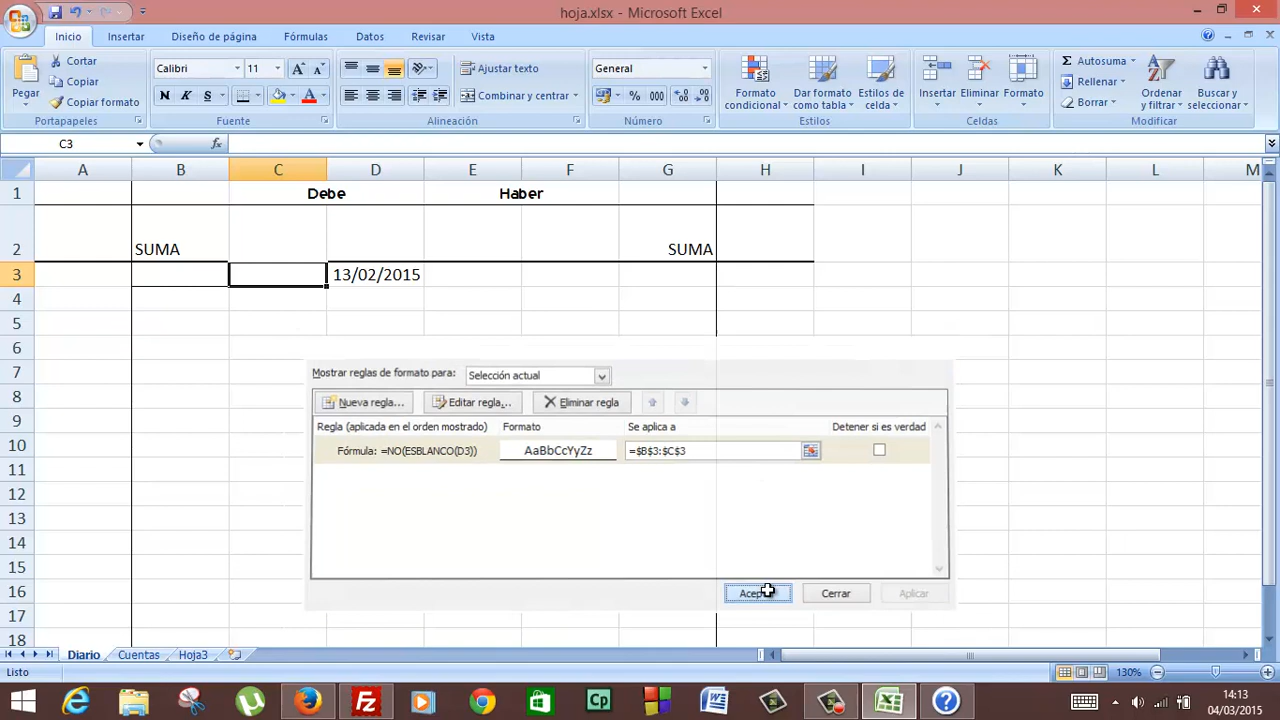 hoja.xlsx - Microsoft Excel
Inicio Insertar Diseño de página Fórmulas Datos Revisar Vista
Pegar
Cortar
Copiar
Copiar formato
Portapapeles
Calibri 11
N K S
Fuente
Ajustar texto
Combinar y centrar
Alineación
General
% 000
Número
Formato condicional
Dar formato como tabla
Estilos de celda
Estilos
Insertar Eliminar Formato
Celdas
Σ Autosuma
Rellenar
Borrar
Ordenar y filtrar
Buscar y seleccionar
Modificar
C3 fx
A B C D E F G H I J K L M
1 Debe Haber
2 SUMA SUMA
3 13/02/2015
4
5
6
7
8
9
10
11
12
13
14
15
16
17
18
Mostrar reglas de formato para: Selección actual
Nueva regla... Editar regla... Eliminar regla
Regla (aplicada en el orden mostrado) Formato Se aplica a Detener si es verdad
Fórmula: =NO(ESBLANCO(D3)) AaBbCcYyZz =$B$3:$C$3
Cerrar Aplicar
Diario Cuentas Hoja3
Listo 130%
14:13
04/03/2015